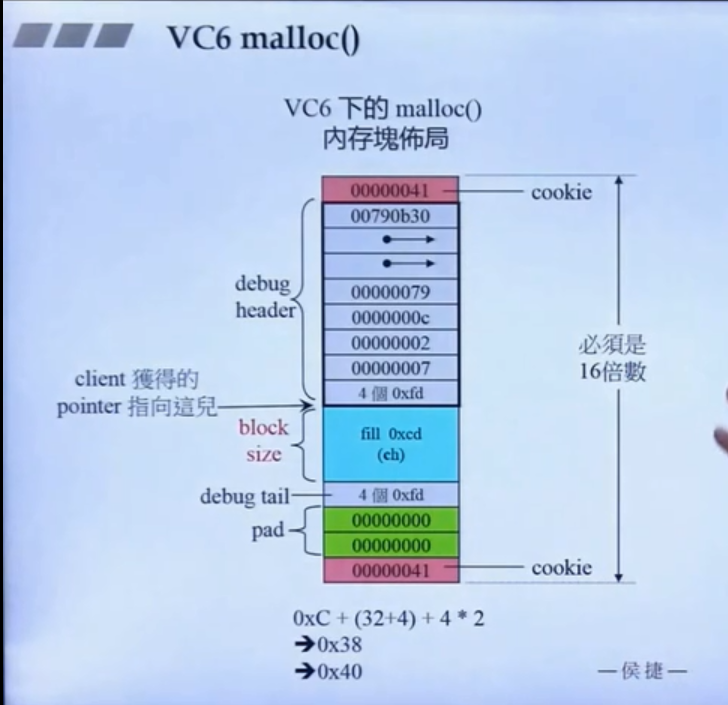 VC6 malloc()
VC6 下的 malloc()
內存塊佈局
00000041
cookie
00790b30
debug
header
00000079
0000000c
00000002
00000007
4 個 0xfd
必須是
16倍數
client 獲得的
pointer 指向這兒
block
size
fill 0xcd
(ch)
debug tail
4 個 0xfd
pad
00000000
00000000
00000041
cookie
0xC + (32+4) + 4 * 2
➔0x38
➔0x40
—侯捷—